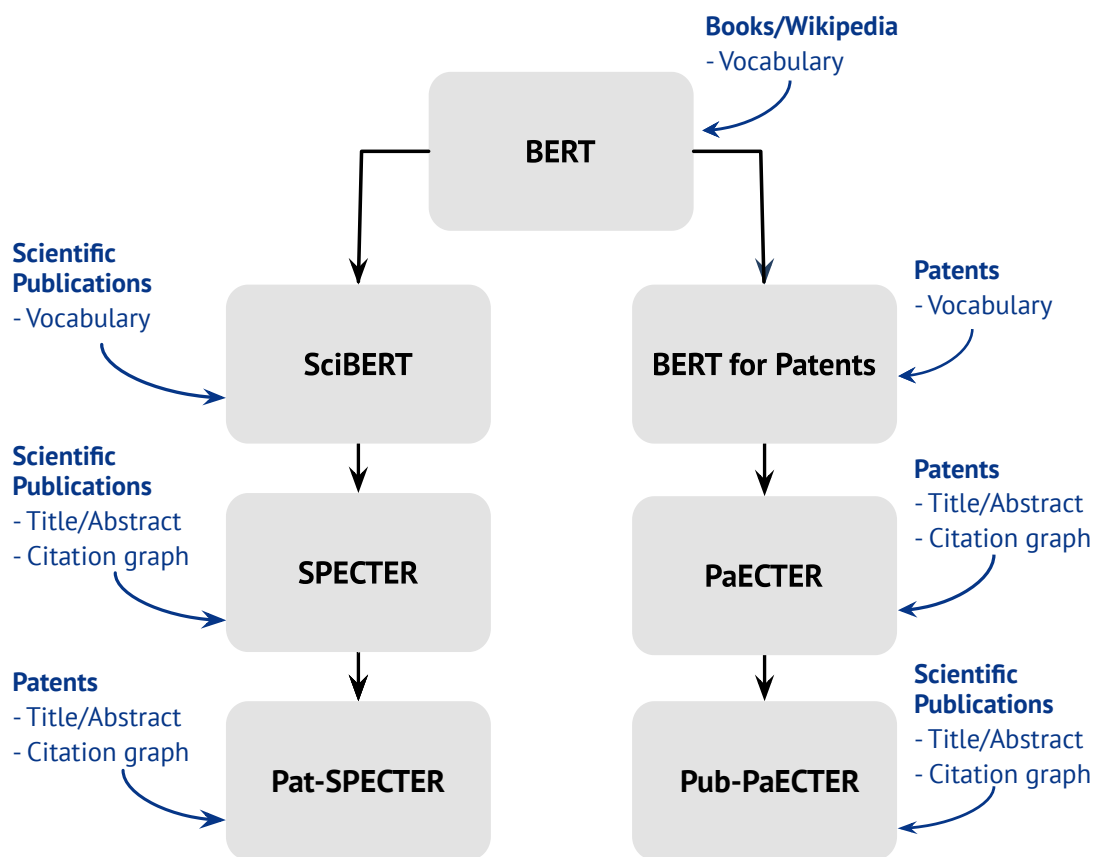 Books/Wikipedia
- Vocabulary
BERT
Scientific
Publications
- Vocabulary
SciBERT
BERT for Patents
Patents
- Vocabulary
Scientific
Publications
- Title/Abstract
- Citation graph
SPECTER
PaECTER
Patents
- Title/Abstract
- Citation graph
Patents
- Title/Abstract
- Citation graph
Pat-SPECTER
Pub-PaECTER
Scientific
Publications
- Title/Abstract
- Citation graph